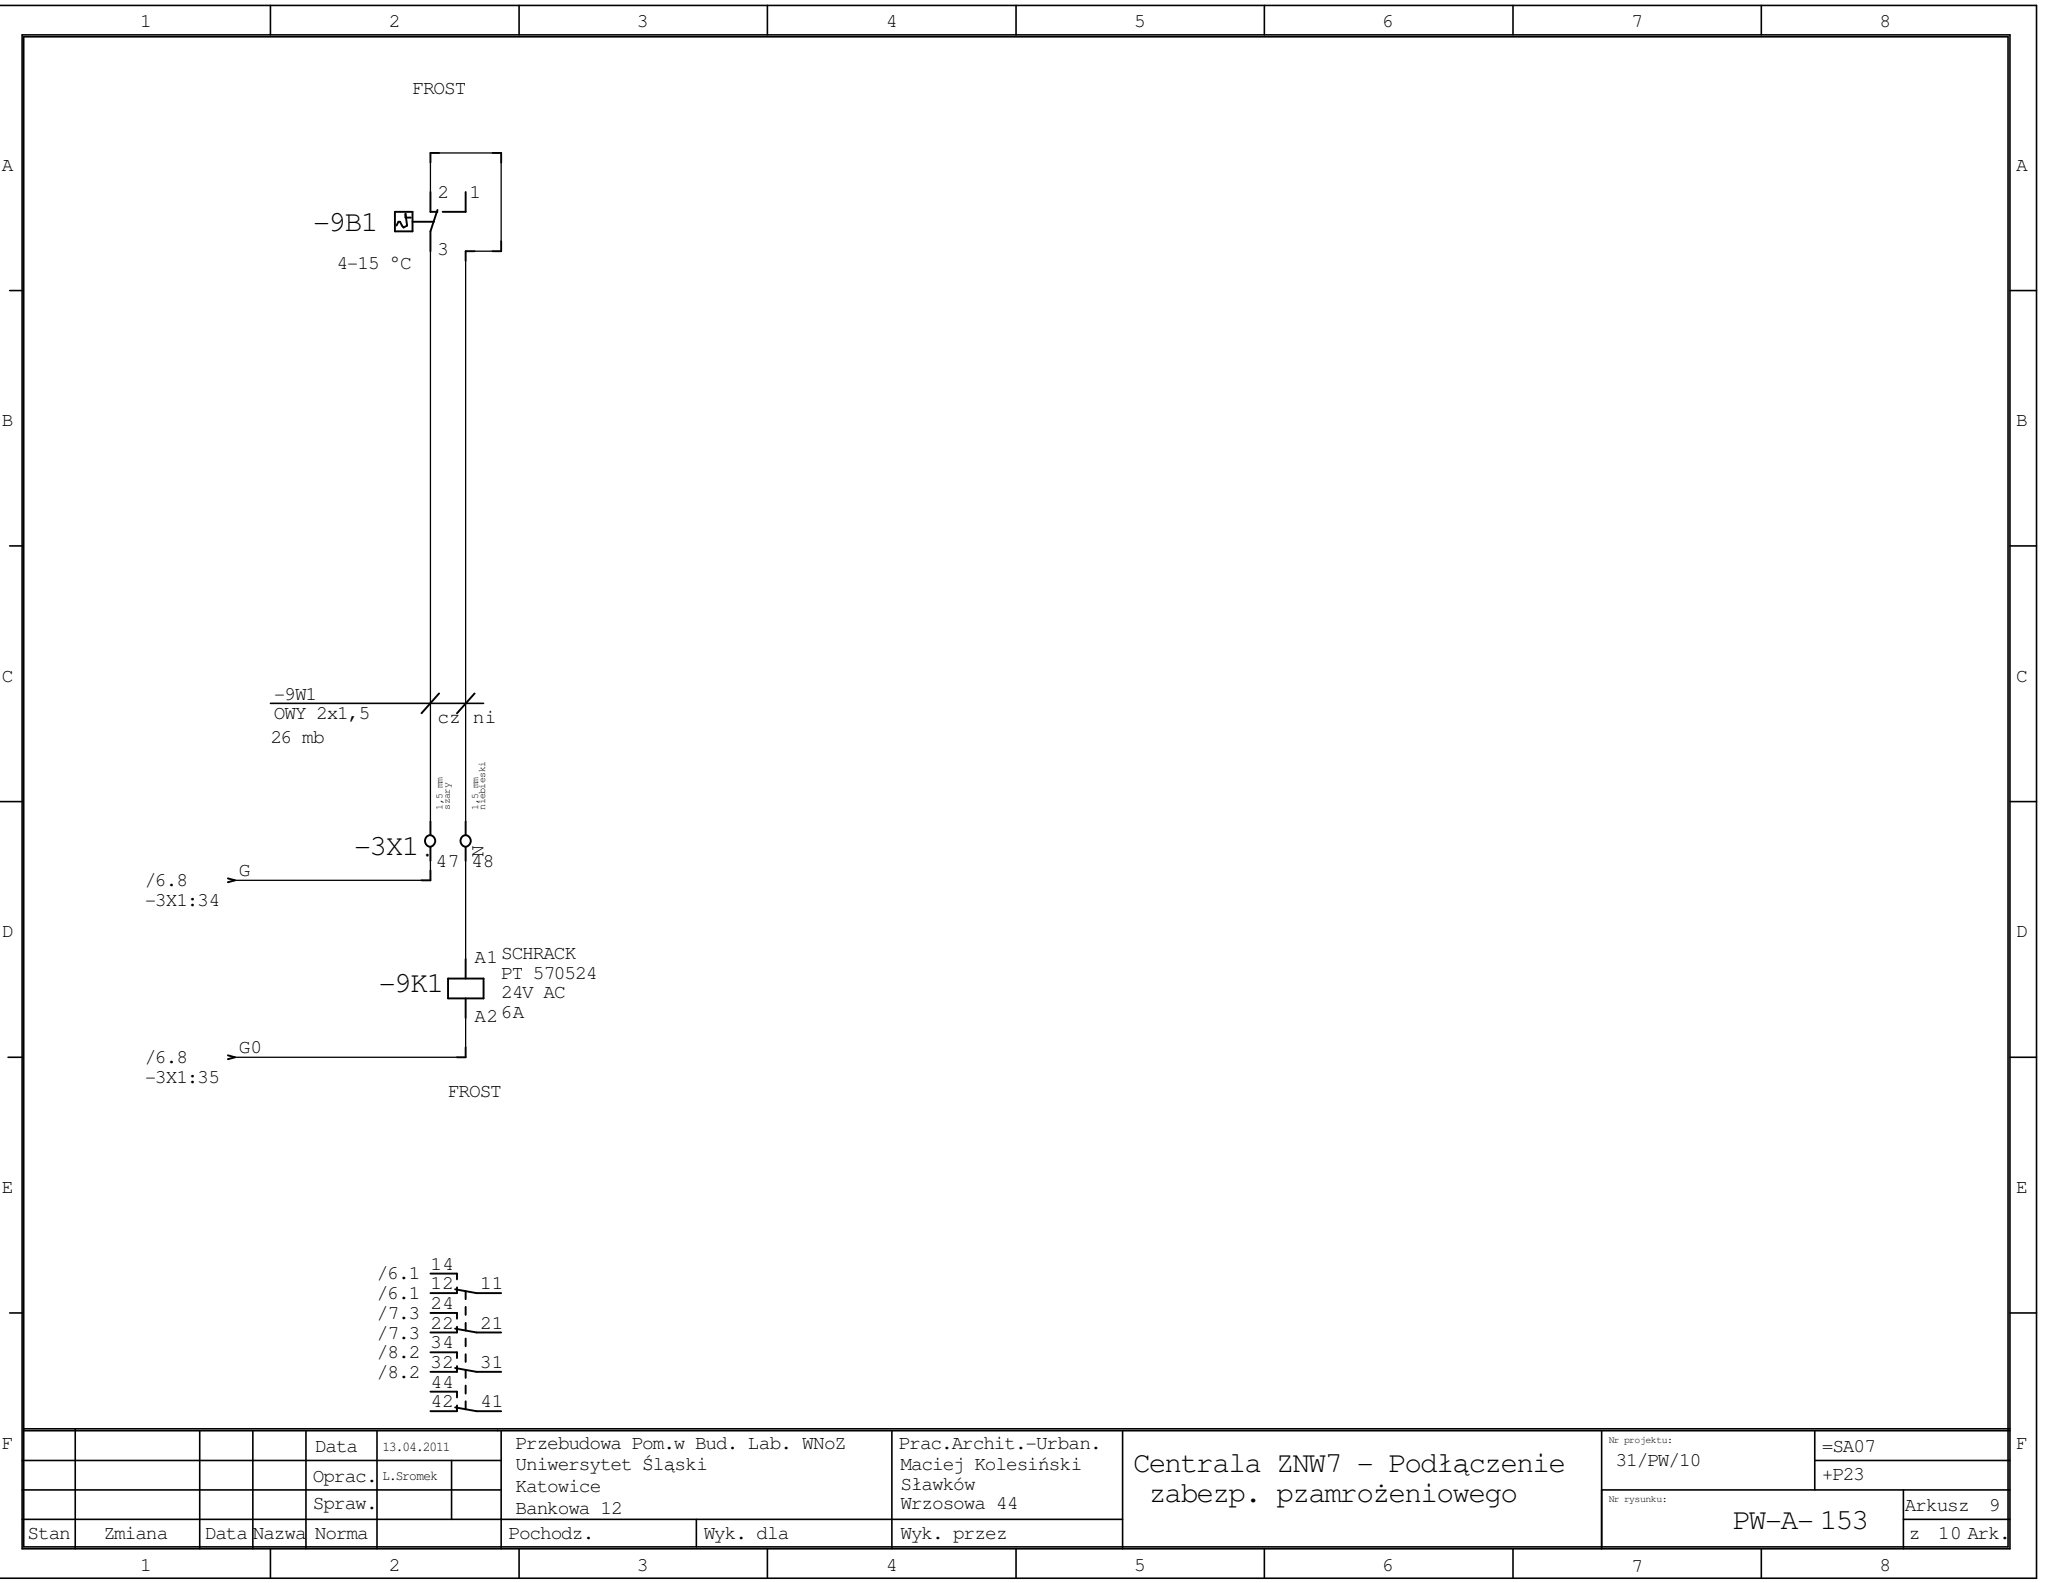 1 2 3 4 5 6 7 8
FROST
A A
2 1
-9B1
3
4-15 °C
B B
C C
-9W1
OWY 2x1,5
cz ni
26 mb
1,5 mm
szary
1,5 mm
niebieski
-3X1
47 48
N
G
/6.8
-3X1:34
D D
A1 SCHRACK
PT 570524
-9K1
24V AC
A2 6A
G0
/6.8
-3X1:35
FROST
E E
14
/6.1
12 11
/6.1
24
/7.3
22 21
/7.3
34
/8.2
32 31
/8.2
44
42 41
F F
Data 13.04.2011
Oprac. L.Sromek
Spraw.
Stan Zmiana Data Nazwa Norma
Przebudowa Pom.w Bud. Lab. WNoZ
Uniwersytet Śląski
Katowice
Bankowa 12
Pochodz. Wyk. dla
Prac.Archit.-Urban.
Maciej Kolesiński
Sławków
Wrzosowa 44
Wyk. przez
Centrala ZNW7 - Podłączenie
zabezp. pzamrożeniowego
Nr projektu:
31/PW/10
=SA07
+P23
Nr rysunku:
PW-A- 153
Arkusz 9
z 10 Ark.
1 2 3 4 5 6 7 8